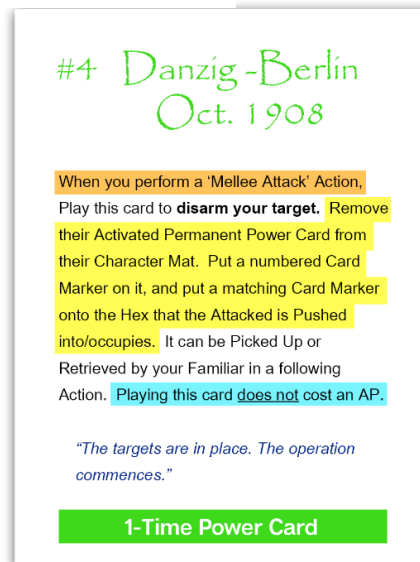 #4 Danzig-Berlin
Oct. 1908
When you perform a ‘Mellee Attack’ Action,
Play this card to disarm your target. Remove
their Activated Permanent Power Card from
their Character Mat. Put a numbered Card
Marker on it, and put a matching Card Marker
onto the Hex that the Attacked is Pushed
into/occupies. It can be Picked Up or
Retrieved by your Familiar in a following
Action. Playing this card does not cost an AP.
“The targets are in place. The operation
commences.”
1-Time Power Card